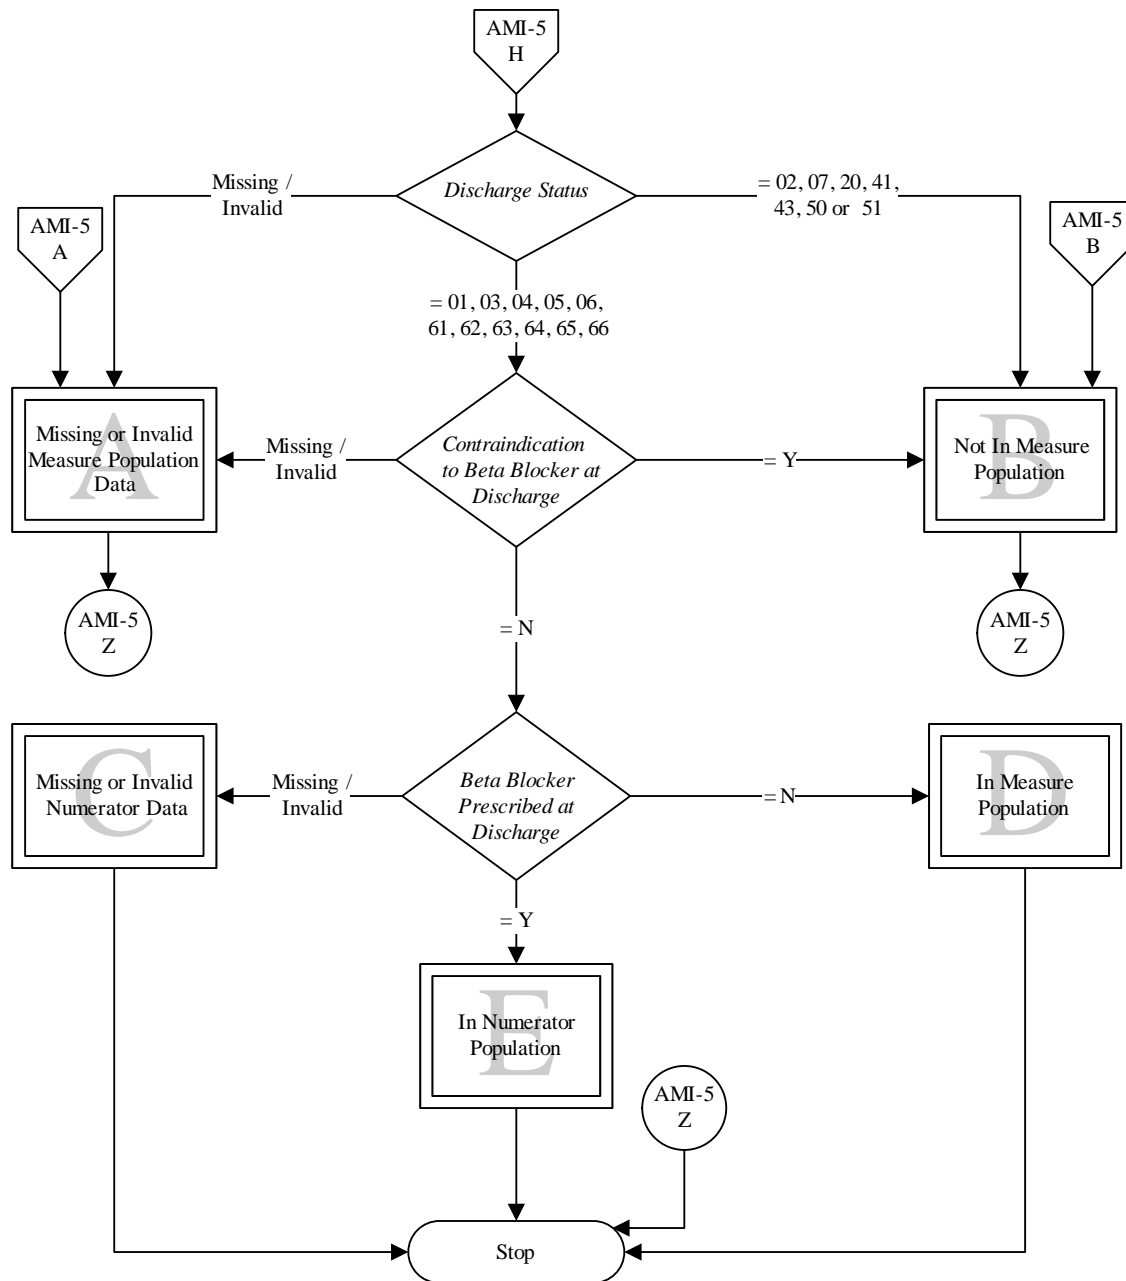 AMI-5
H
Discharge Status
Missing /
Invalid
= 02, 07, 20, 41,
43, 50 or 51
AMI-5
A
AMI-5
B
= 01, 03, 04, 05, 06,
61, 62, 63, 64, 65, 66
A
Missing or Invalid
Measure Population
Data
Missing /
Invalid
Contraindication
to Beta Blocker at
Discharge
= Y
B
Not In Measure
Population
AMI-5
Z
AMI-5
Z
= N
C
Missing or Invalid
Numerator Data
Missing /
Invalid
Beta Blocker
Prescribed at
Discharge
= N
D
In Measure
Population
= Y
E
In Numerator
Population
AMI-5
Z
Stop